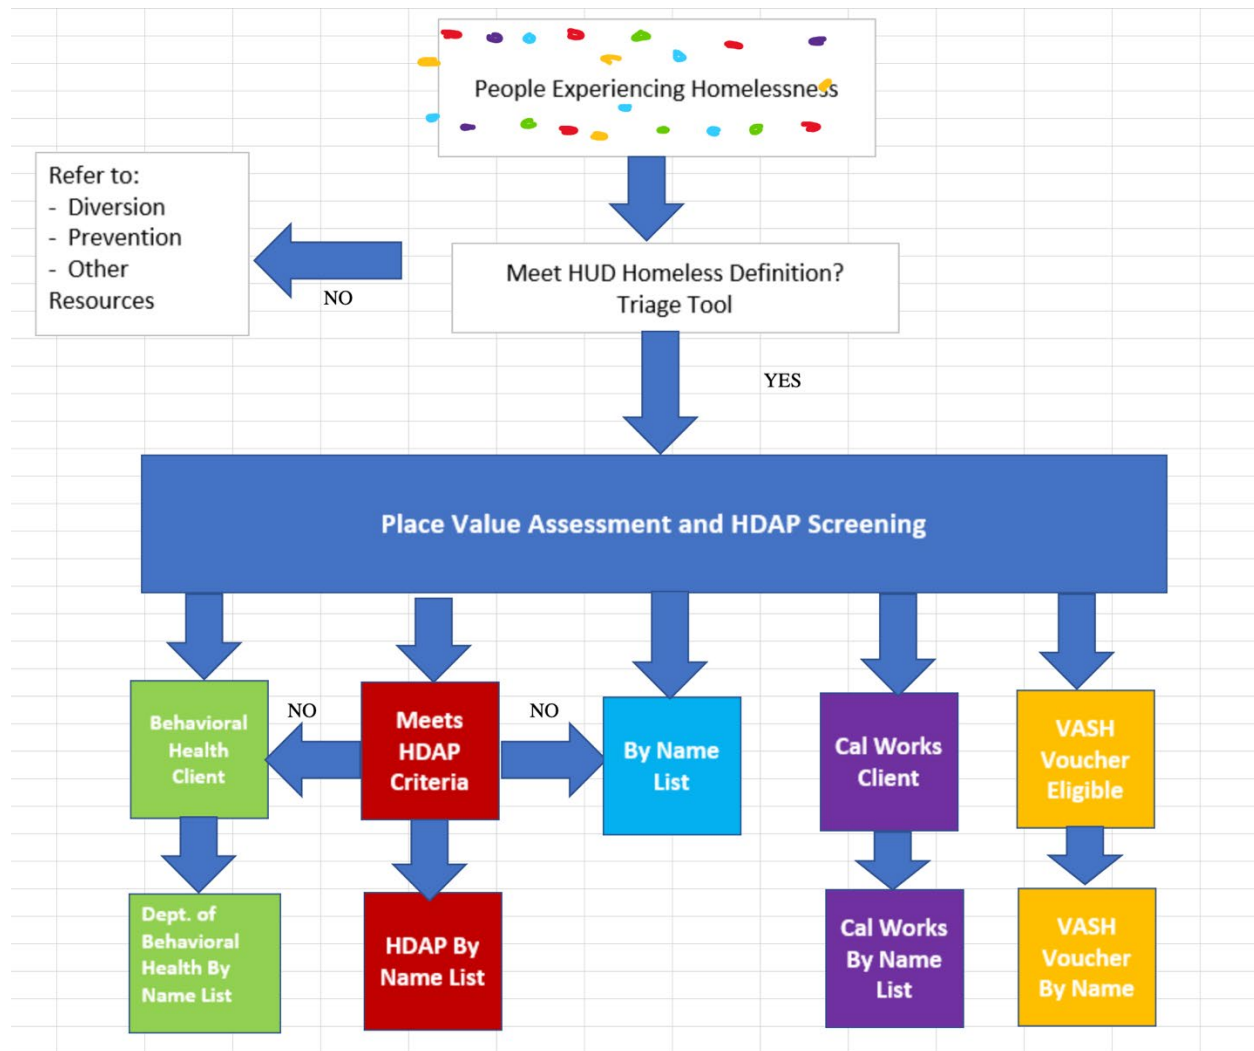 People Experiencing Homelessness
Refer to:
- Diversion
- Prevention
- Other
Resources
NO
Meet HUD Homeless Definition?
Triage Tool
YES
Place Value Assessment and HDAP Screening
Behavioral
Health
Client
NO
Meets
HDAP
Criteria
NO
By Name
List
Cal Works
Client
VASH
Voucher
Eligible
Dept. of
Behavioral
Health By
Name List
HDAP By
Name List
Cal Works
By Name
List
VASH
Voucher
By Name